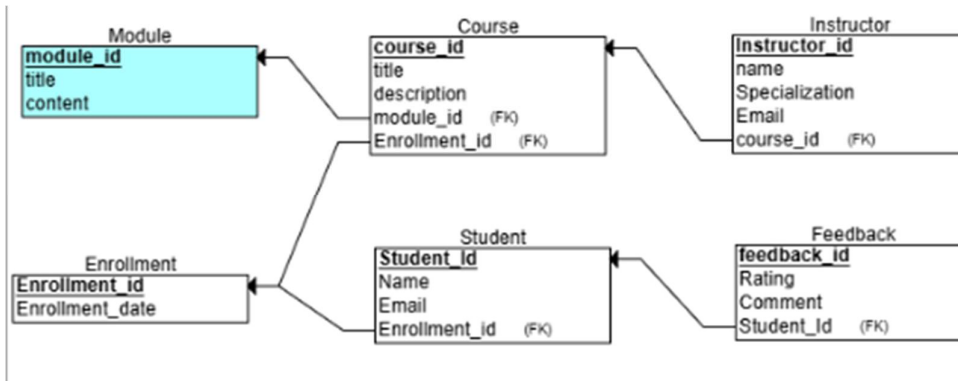 Module
module_id
title
content
Course
course_id
title
description
module_id (FK)
Enrollment_id (FK)
Instructor
Instructor_id
name
Specialization
Email
course_id (FK)
Enrollment
Enrollment_id
Enrollment_date
Student
Student_Id
Name
Email
Enrollment_id (FK)
Feedback
feedback_id
Rating
Comment
Student_Id (FK)